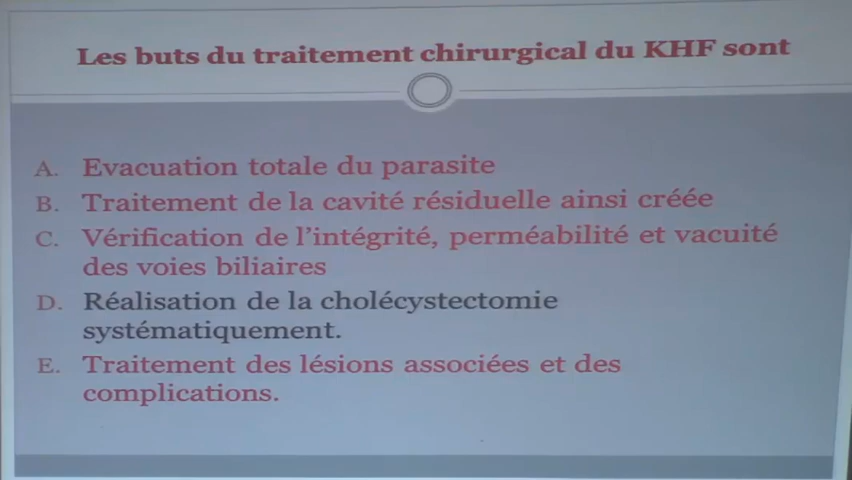 Les buts du traitement chirurgical du KHF sont
A. Evacuation totale du parasite
B. Traitement de la cavité résiduelle ainsi créée
C. Vérification de l'intégrité, perméabilité et vacuité
des voies biliaires
D. Réalisation de la cholécystectomie
systématiquement.
E. Traitement des lésions associées et des
complications.